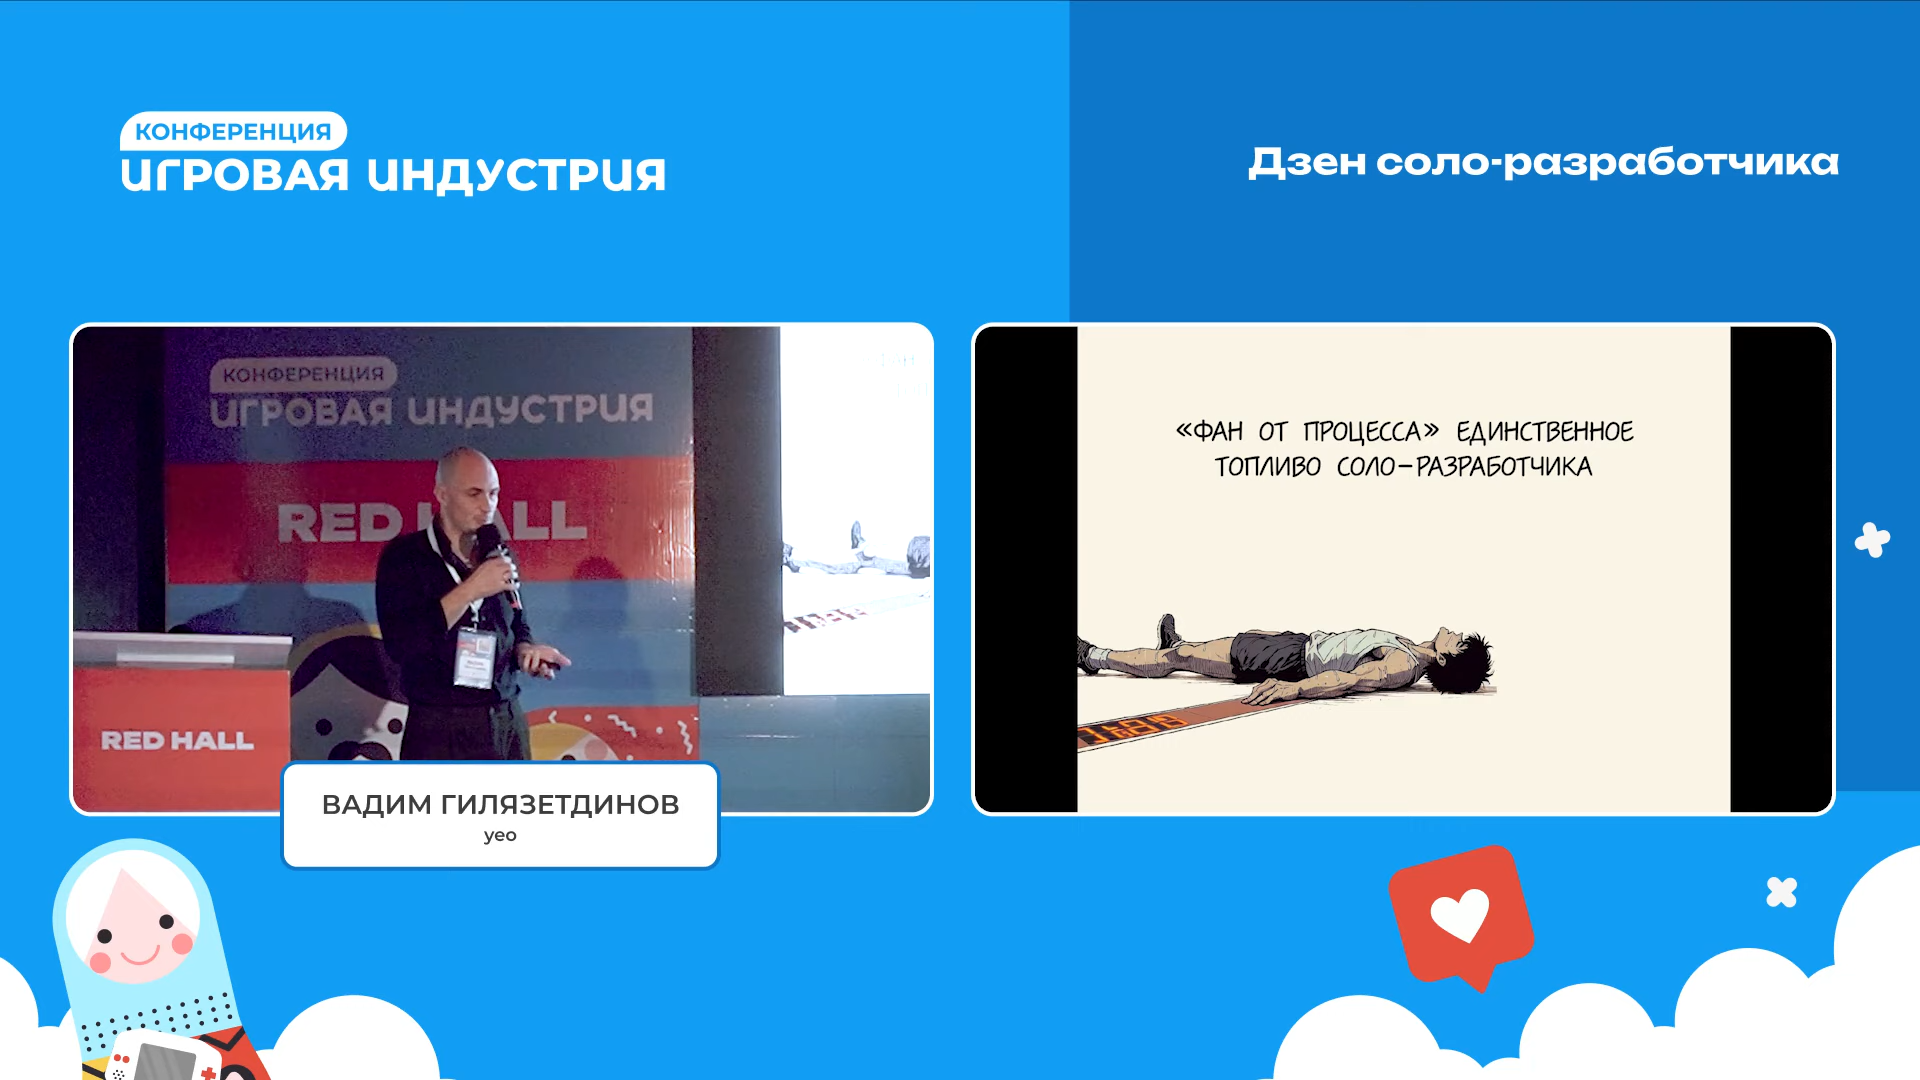 КОНФЕРЕНЦИЯ
ИГРОВАЯ ИНДУСТРИЯ
Дзен соло-разработчика
КОНФЕРЕНЦИЯ
ИГРОВАЯ ИНДУСТРИЯ
RED HALL
RED HALL
«ФАН ОТ ПРОЦЕССА» ЕДИНСТВЕННОЕ
ТОПЛИВО СОЛО-РАЗРАБОТЧИКА
ВАДИМ ГИЛЯЗЕТДИНОВ
yeo